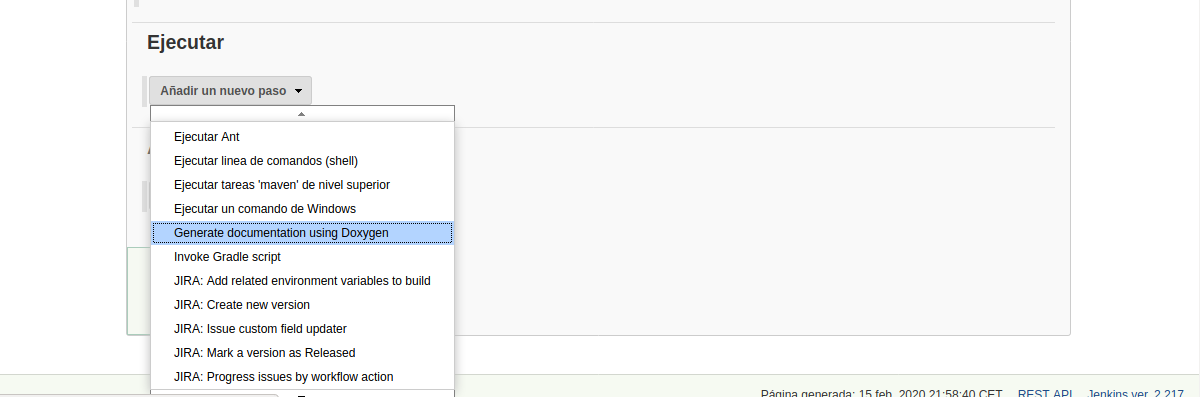 Ejecutar
Añadir un nuevo paso
Ejecutar Ant
Ejecutar linea de comandos (shell)
Ejecutar tareas 'maven' de nivel superior
Ejecutar un comando de Windows
Generate documentation using Doxygen
Invoke Gradle script
JIRA: Add related environment variables to build
JIRA: Create new version
JIRA: Issue custom field updater
JIRA: Mark a version as Released
JIRA: Progress issues by workflow action
Página generada: 15 feb. 2020 21:58:40 CET REST API Jenkins ver. 2.217